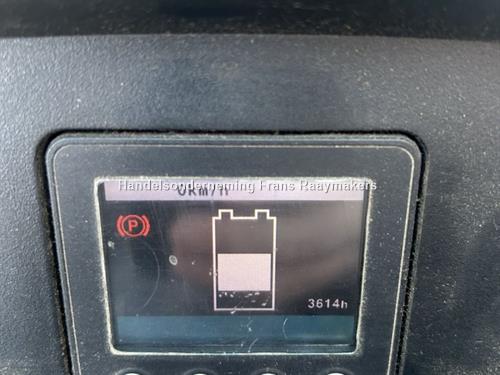 0km/h
Handelsonderneming Frans Raaymakers
P
3614h